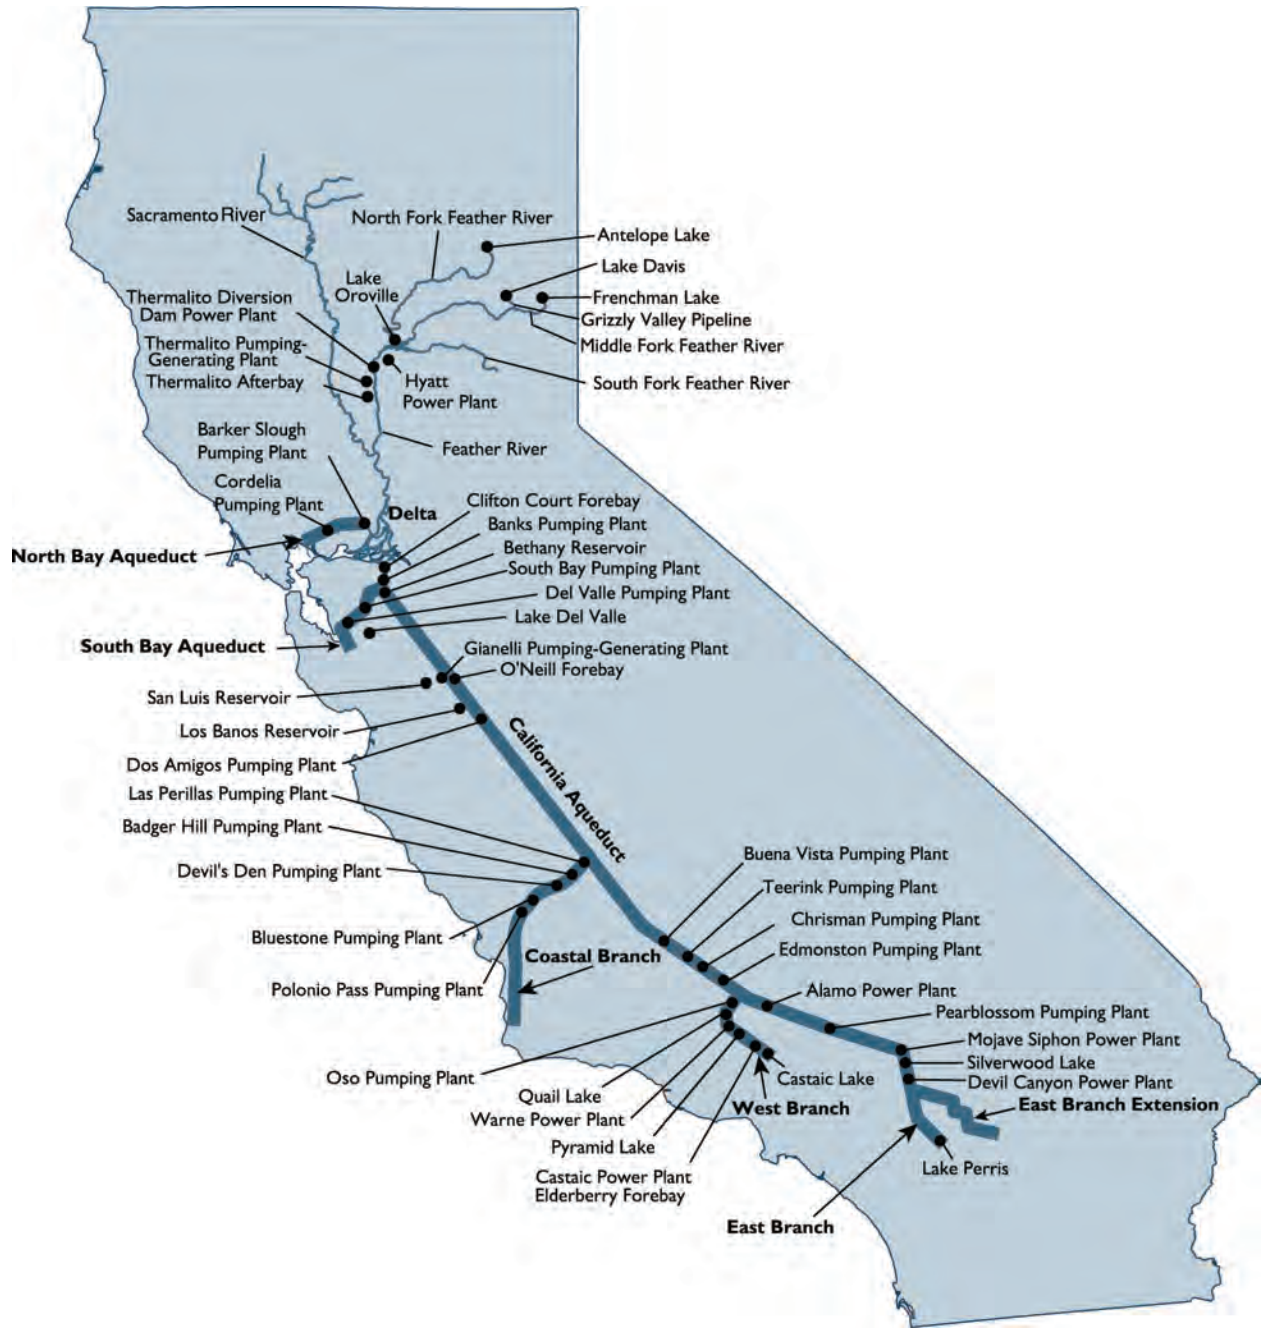 Sacramento River
North Fork Feather River
Antelope Lake
Lake Davis
Lake
Oroville
Frenchman Lake
Thermalito Diversion
Dam Power Plant
Grizzly Valley Pipeline
Middle Fork Feather River
Thermalito Pumping-
Generating Plant
Thermalito Afterbay
Hyatt
Power Plant
South Fork Feather River
Barker Slough
Pumping Plant
Feather River
Cordelia
Pumping Plant
Delta
Clifton Court Forebay
Banks Pumping Plant
Bethany Reservoir
North Bay Aqueduct
South Bay Pumping Plant
Del Valle Pumping Plant
Lake Del Valle
South Bay Aqueduct
Gianelli Pumping-Generating Plant
O'Neill Forebay
San Luis Reservoir
Los Banos Reservoir
Dos Amigos Pumping Plant
California Aqueduct
Las Perillas Pumping Plant
Badger Hill Pumping Plant
Devil's Den Pumping Plant
Buena Vista Pumping Plant
Teerink Pumping Plant
Chrisman Pumping Plant
Bluestone Pumping Plant
Edmonston Pumping Plant
Coastal Branch
Polonio Pass Pumping Plant
Alamo Power Plant
Pearblossom Pumping Plant
Mojave Siphon Power Plant
Silverwood Lake
Oso Pumping Plant
Castaic Lake
Devil Canyon Power Plant
Quail Lake
West Branch
East Branch Extension
Warne Power Plant
Pyramid Lake
Lake Perris
Castaic Power Plant
Elderberry Forebay
East Branch